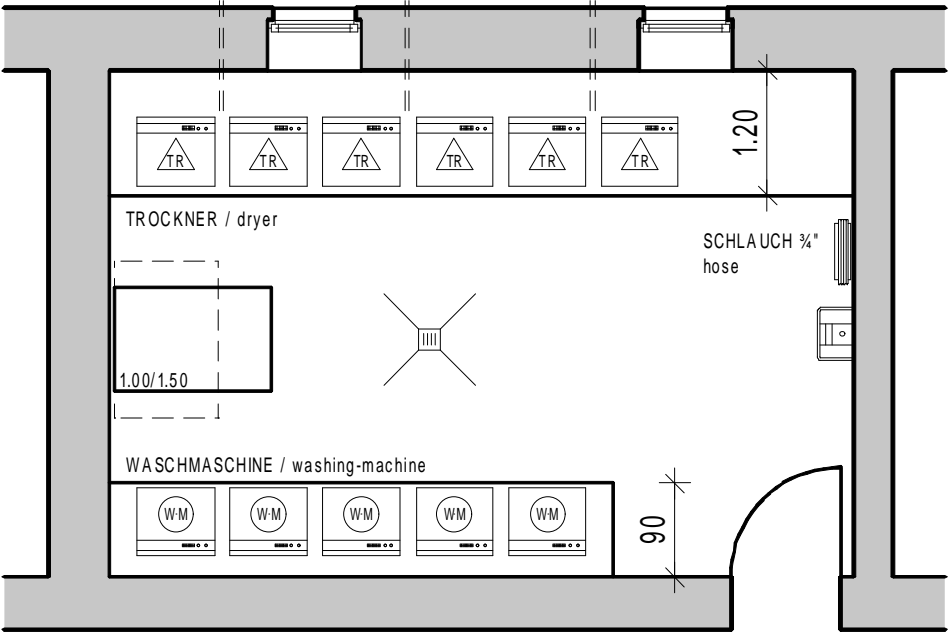 TR TR TR TR TR TR
1.20
TROCKNER / dryer
SCHLAUCH ¾"
hose
1.00/1.50
WASCHMASCHINE / washing-machine
W-M W-M W-M W-M W-M
90